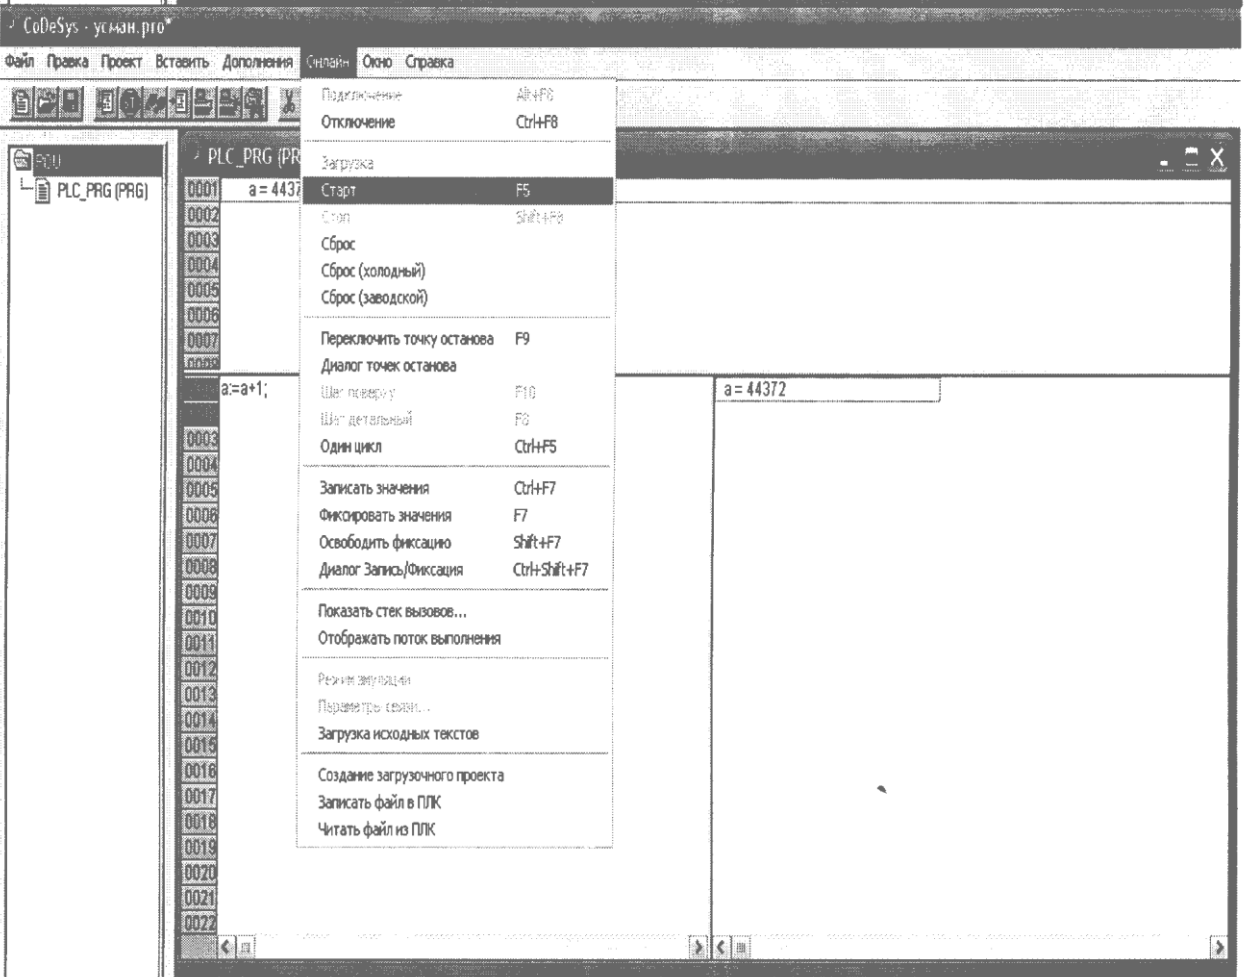 CoDeSys - усман.pro*
Файл Правка Проект Вставить Дополнения Онлайн Окно Справка
Подключение Alt+F8
Отключение Ctrl+F8
Загрузка
Старт F5
Стоп Shift+F8
Сброс
Сброс (холодный)
Сброс (заводской)
Переключить точку останова F9
Диалог точек останова
Шаг поверху F10
Шаг детальный F8
Один цикл Ctrl+F5
Записать значения Ctrl+F7
Фиксировать значения F7
Освободить фиксацию Shift+F7
Диалог Запись/Фиксация Ctrl+Shift+F7
Показать стек вызовов...
Отображать поток выполнения
Режим эмуляции
Параметры связи...
Загрузка исходных текстов
Создание загрузочного проекта
Записать файл в ПЛК
Читать файл из ПЛК
POU
PLC_PRG (PRG)
PLC_PRG (PR
0001 a = 4437
0002
0003
0004
0005
0006
0007
0008
a:=a+1;
a = 44372
0003
0004
0005
0006
0007
0008
0009
0010
0011
0012
0013
0014
0015
0016
0017
0018
0019
0020
0021
0022